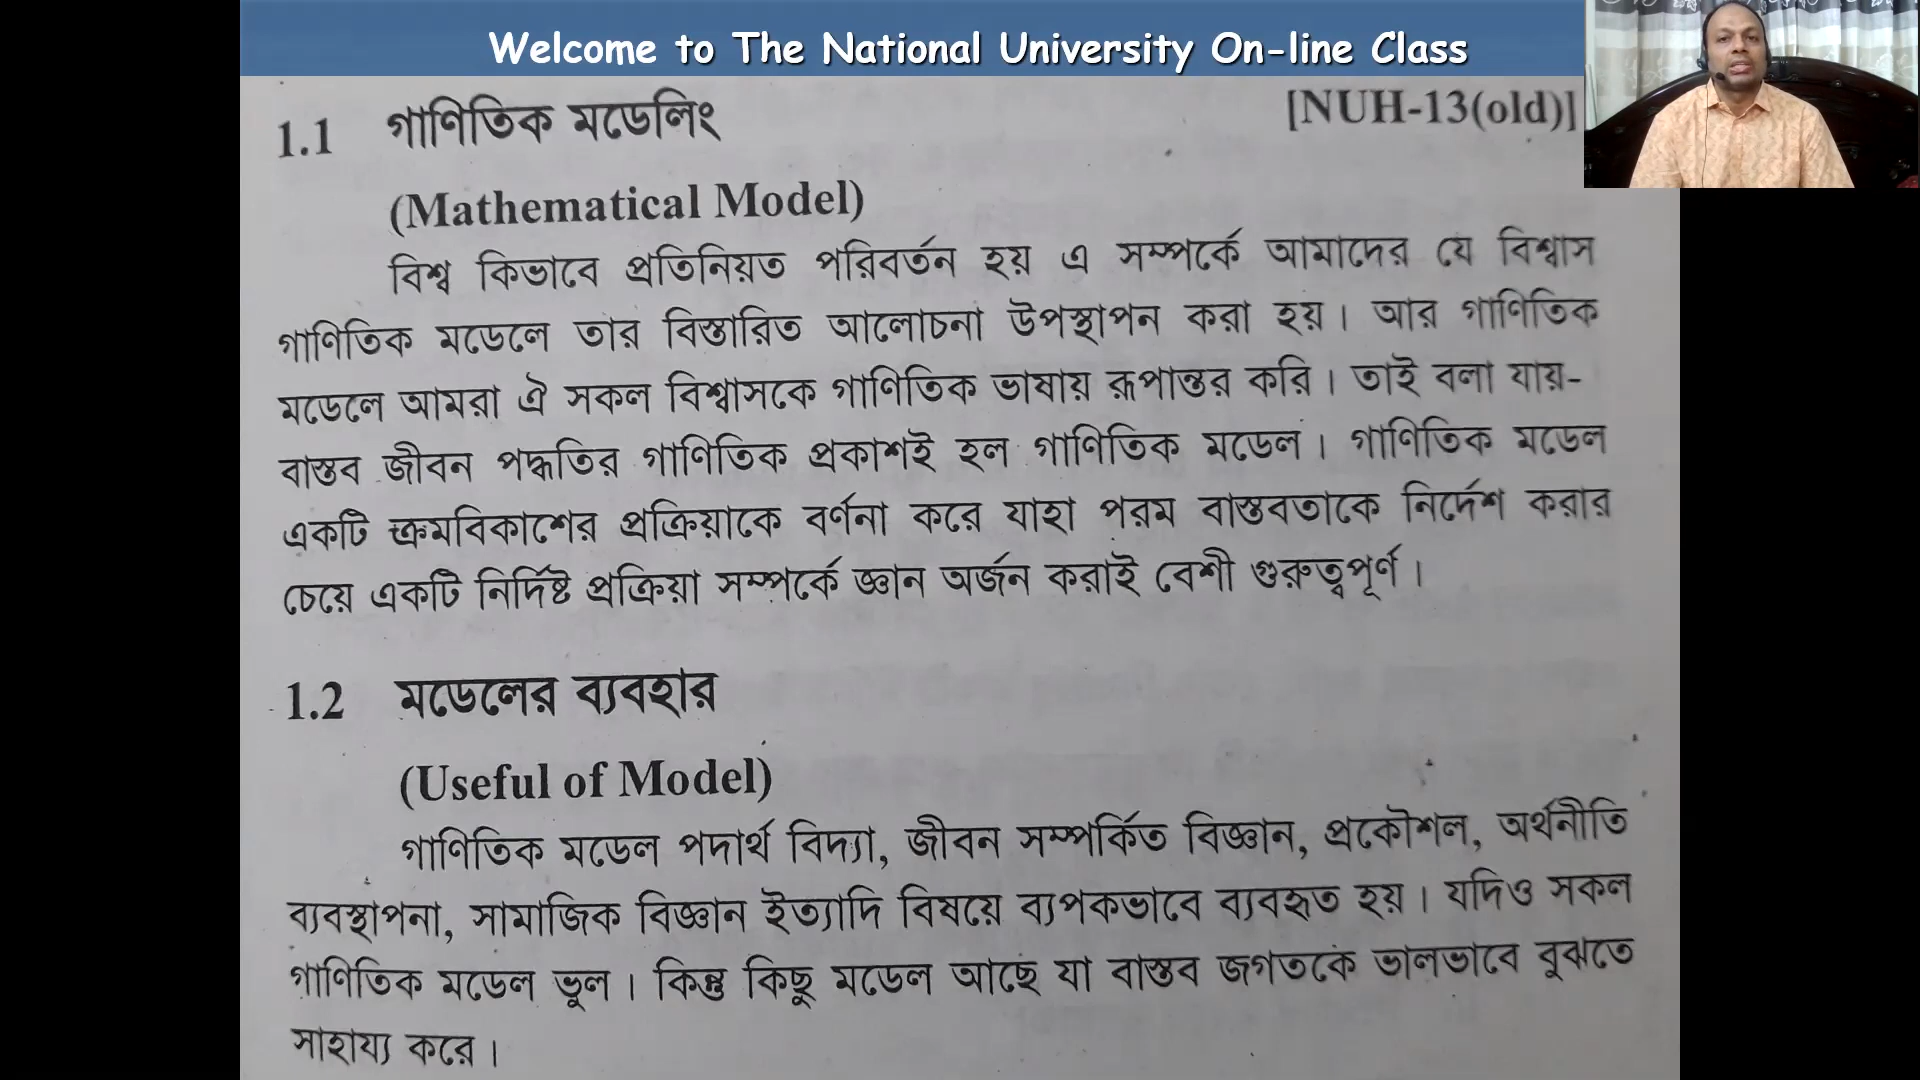 Welcome to The National University On-line Class
1.1 গাণিতিক মডেলিং [NUH-13(old)]
(Mathematical Model)
বিশ্ব কিভাবে প্রতিনিয়ত পরিবর্তন হয় এ সম্পর্কে আমাদের যে বিশ্বাস
গাণিতিক মডেলে তার বিস্তারিত আলোচনা উপস্থাপন করা হয়। আর গাণিতিক
মডেলে আমরা ঐ সকল বিশ্বাসকে গাণিতিক ভাষায় রূপান্তর করি। তাই বলা যায়-
বাস্তব জীবন পদ্ধতির গাণিতিক প্রকাশই হল গাণিতিক মডেল। গাণিতিক মডেল
একটি ক্রমবিকাশের প্রক্রিয়াকে বর্ণনা করে যাহা পরম বাস্তবতাকে নির্দেশ করার
চেয়ে একটি নির্দিষ্ট প্রক্রিয়া সম্পর্কে জ্ঞান অর্জন করাই বেশী গুরুত্বপূর্ণ।
1.2 মডেলের ব্যবহার
(Useful of Model)
গাণিতিক মডেল পদার্থ বিদ্যা, জীবন সম্পর্কিত বিজ্ঞান, প্রকৌশল, অর্থনীতি
ব্যবস্থাপনা, সামাজিক বিজ্ঞান ইত্যাদি বিষয়ে ব্যপকভাবে ব্যবহৃত হয়। যদিও সকল
গাণিতিক মডেল ভুল। কিন্তু কিছু মডেল আছে যা বাস্তব জগতকে ভালভাবে বুঝতে
সাহায্য করে।